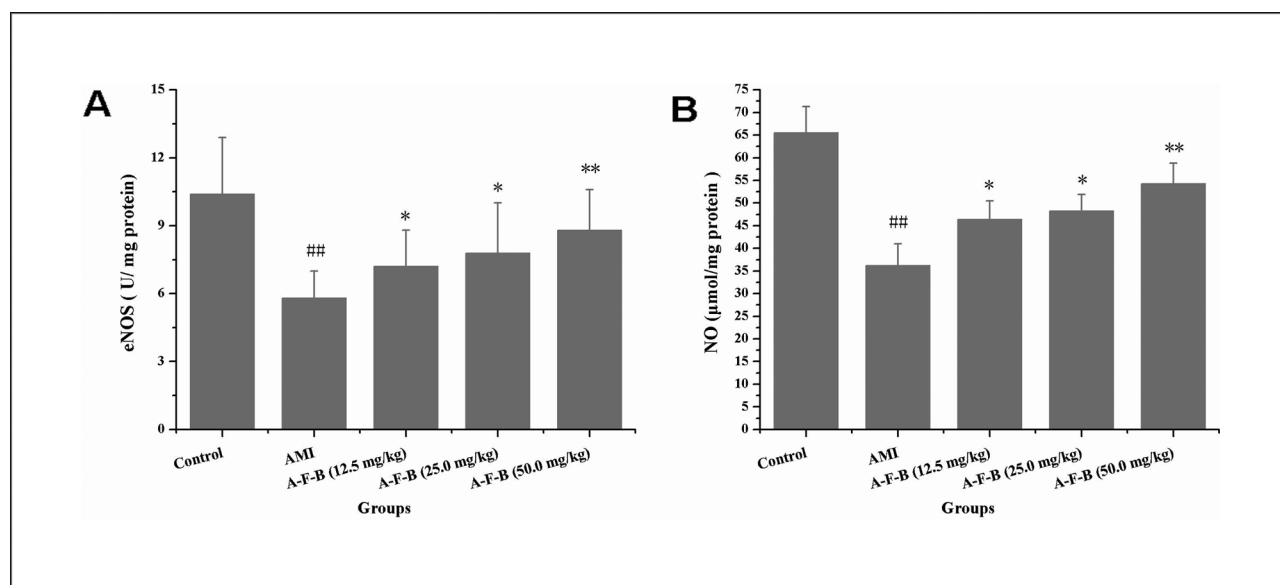 A
eNOS ( U/ mg protein)
15
12
9
6
3
0
##
*
*
**
Control
AMI
A-F-B (12.5 mg/kg)
A-F-B (25.0 mg/kg)
A-F-B (50.0 mg/kg)
Groups
B
NO (μmol/mg protein )
75
70
65
60
55
50
45
40
35
30
25
20
15
10
5
0
##
*
*
**
Control
AMI
A-F-B (12.5 mg/kg)
A-F-B (25.0 mg/kg)
A-F-B (50.0 mg/kg)
Groups